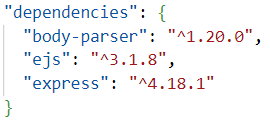 "dependencies": {
"body-parser": "^1.20.0",
"ejs": "^3.1.8",
"express": "^4.18.1"
}